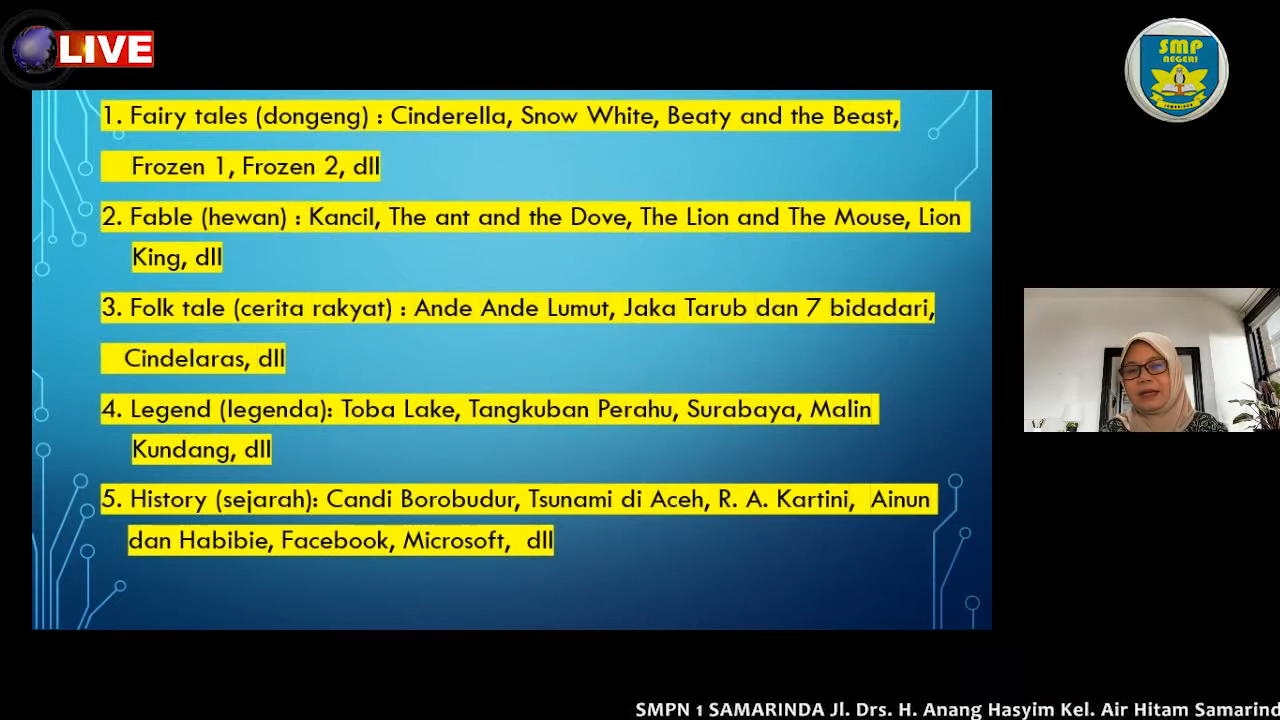 LIVE
SMP
NEGERI
SAMARINDA
1. Fairy tales (dongeng) : Cinderella, Snow White, Beaty and the Beast,
Frozen 1, Frozen 2, dll
2. Fable (hewan) : Kancil, The ant and the Dove, The Lion and The Mouse, Lion
King, dll
3. Folk tale (cerita rakyat) : Ande Ande Lumut, Jaka Tarub dan 7 bidadari,
Cindelaras, dll
4. Legend (legenda): Toba Lake, Tangkuban Perahu, Surabaya, Malin
Kundang, dll
5. History (sejarah): Candi Borobudur, Tsunami di Aceh, R. A. Kartini, Ainun
dan Habibie, Facebook, Microsoft, dll
SMPN 1 SAMARINDA Jl. Drs. H. Anang Hasyim Kel. Air Hitam Samarind